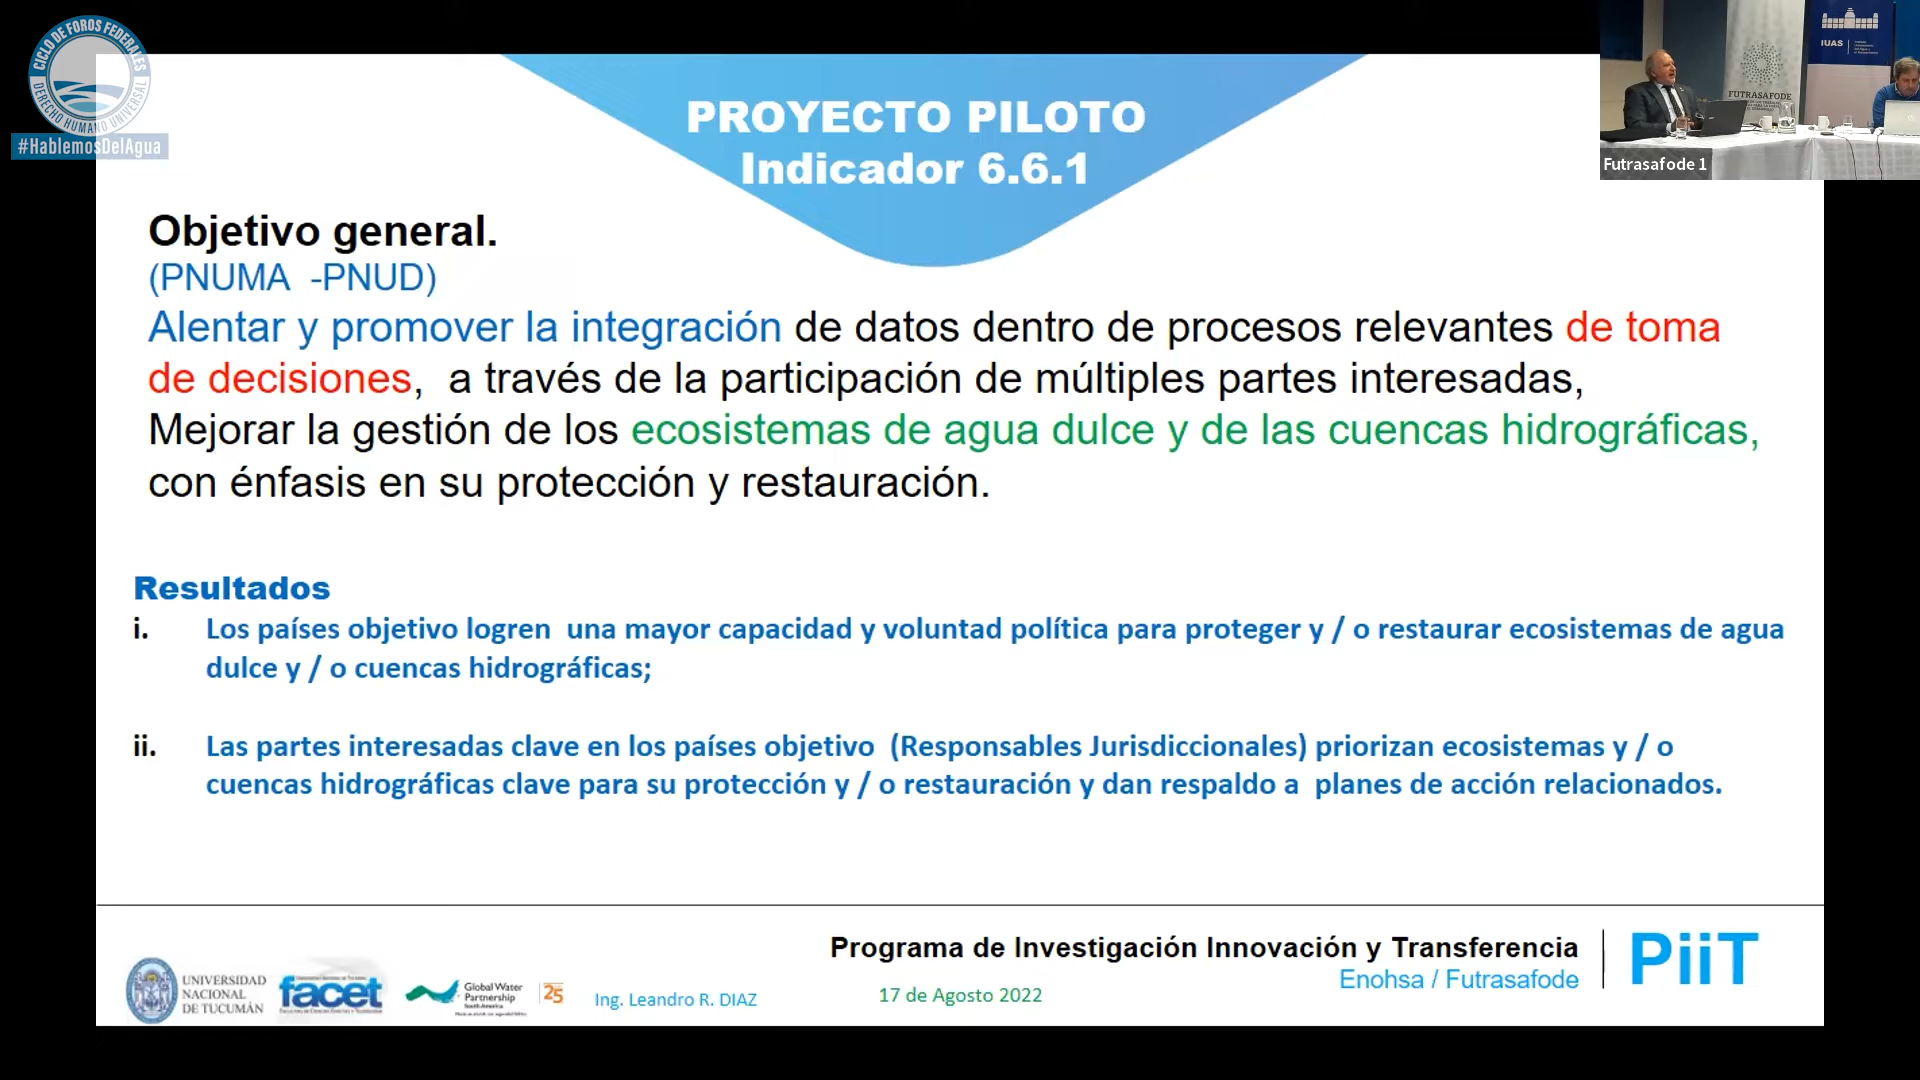 CICLO DE FOROS FEDERALES
DERECHO HUMANO UNIVERSAL
#HablemosDelAgua
PROYECTO PILOTO
Indicador 6.6.1
IUAS
FUTRASAFODE
Futrasafode 1
Objetivo general.
(PNUMA -PNUD)
Alentar y promover la integración de datos dentro de procesos relevantes de toma
de decisiones, a través de la participación de múltiples partes interesadas,
Mejorar la gestión de los ecosistemas de agua dulce y de las cuencas hidrográficas,
con énfasis en su protección y restauración.
Resultados
i. Los países objetivo logren una mayor capacidad y voluntad política para proteger y / o restaurar ecosistemas de agua
dulce y / o cuencas hidrográficas;
ii. Las partes interesadas clave en los países objetivo (Responsables Jurisdiccionales) priorizan ecosistemas y / o
cuencas hidrográficas clave para su protección y / o restauración y dan respaldo a planes de acción relacionados.
UNIVERSIDAD
NACIONAL
DE TUCUMÁN
facet
Global Water
Partnership
South America
25
Ing. Leandro R. DIAZ
17 de Agosto 2022
Programa de Investigación Innovación y Transferencia
Enohsa / Futrasafode
PiiT